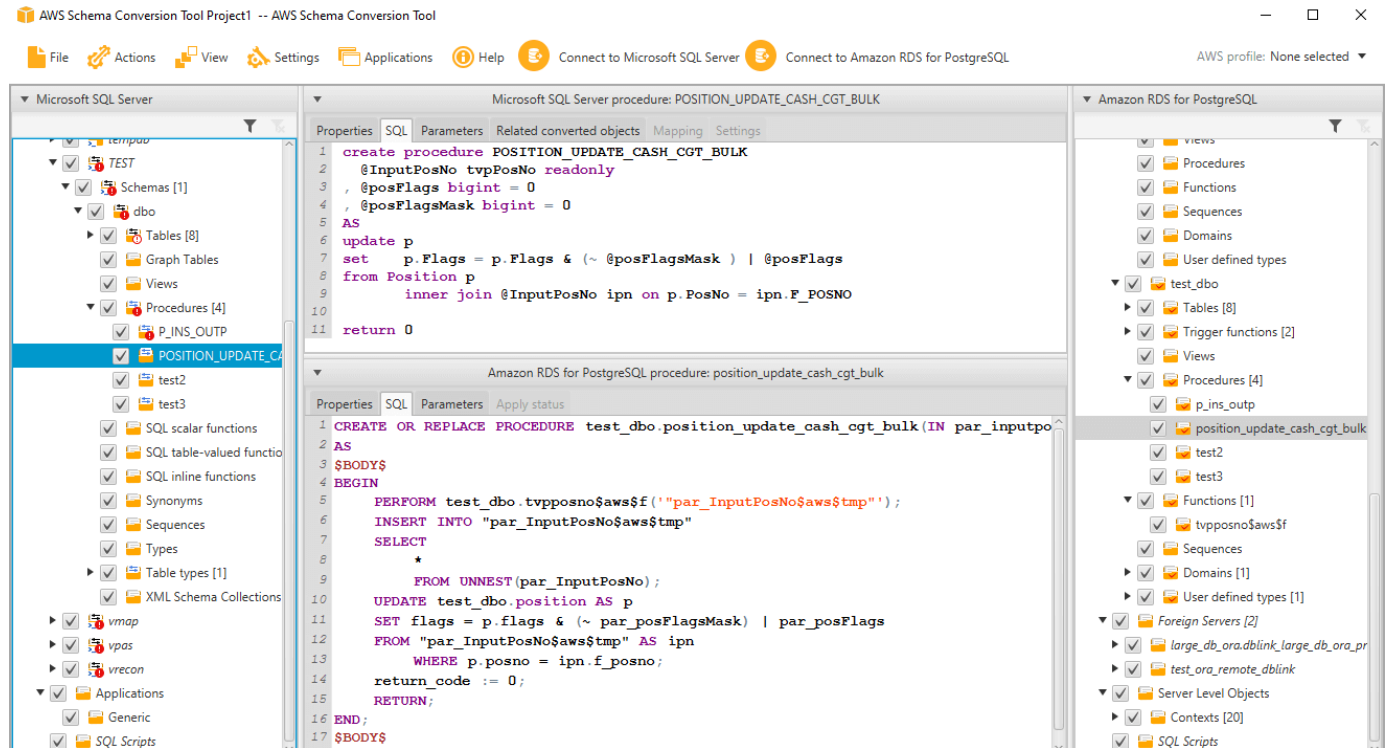 AWS Schema Conversion Tool Project1 -- AWS Schema Conversion Tool
File Actions View Settings Applications Help Connect to Microsoft SQL Server Connect to Amazon RDS for PostgreSQL AWS profile: None selected
Microsoft SQL Server
tempdb
TEST
Schemas [1]
dbo
Tables [8]
Graph Tables
Views
Procedures [4]
P_INS_OUTP
POSITION_UPDATE_CA
test2
test3
SQL scalar functions
SQL table-valued functio
SQL inline functions
Synonyms
Sequences
Types
Table types [1]
XML Schema Collections
vmap
vpas
vrecon
Applications
Generic
SQL Scripts
Microsoft SQL Server procedure: POSITION_UPDATE_CASH_CGT_BULK
Properties SQL Parameters Related converted objects Mapping Settings
1 create procedure POSITION_UPDATE_CASH_CGT_BULK
2 @InputPosNo tvpPosNo readonly
3 , @posFlags bigint = 0
4 , @posFlagsMask bigint = 0
5 AS
6 update p
7 set p.Flags = p.Flags & (~ @posFlagsMask ) | @posFlags
8 from Position p
9 inner join @InputPosNo ipn on p.PosNo = ipn.F_POSNO
10
11 return 0
Amazon RDS for PostgreSQL procedure: position_update_cash_cgt_bulk
Properties SQL Parameters Apply status
1 CREATE OR REPLACE PROCEDURE test_dbo.position_update_cash_cgt_bulk(IN par_inputpo
2 AS
3 $BODY$
4 BEGIN
5 PERFORM test_dbo.tvpposno$aws$f('"par_InputPosNo$aws$tmp"');
6 INSERT INTO "par_InputPosNo$aws$tmp"
7 SELECT
8 *
9 FROM UNNEST(par_InputPosNo);
10 UPDATE test_dbo.position AS p
11 SET flags = p.flags & (~ par_posFlagsMask) | par_posFlags
12 FROM "par_InputPosNo$aws$tmp" AS ipn
13 WHERE p.posno = ipn.f_posno;
14 return_code := 0;
15 RETURN;
16 END;
17 $BODY$
Amazon RDS for PostgreSQL
Views
Procedures
Functions
Sequences
Domains
User defined types
test_dbo
Tables [8]
Trigger functions [2]
Views
Procedures [4]
p_ins_outp
position_update_cash_cgt_bulk
test2
test3
Functions [1]
tvpposno$aws$f
Sequences
Domains [1]
User defined types [1]
Foreign Servers [2]
large_db_ora.dblink_large_db_ora_pr
test_ora_remote_dblink
Server Level Objects
Contexts [20]
SQL Scripts